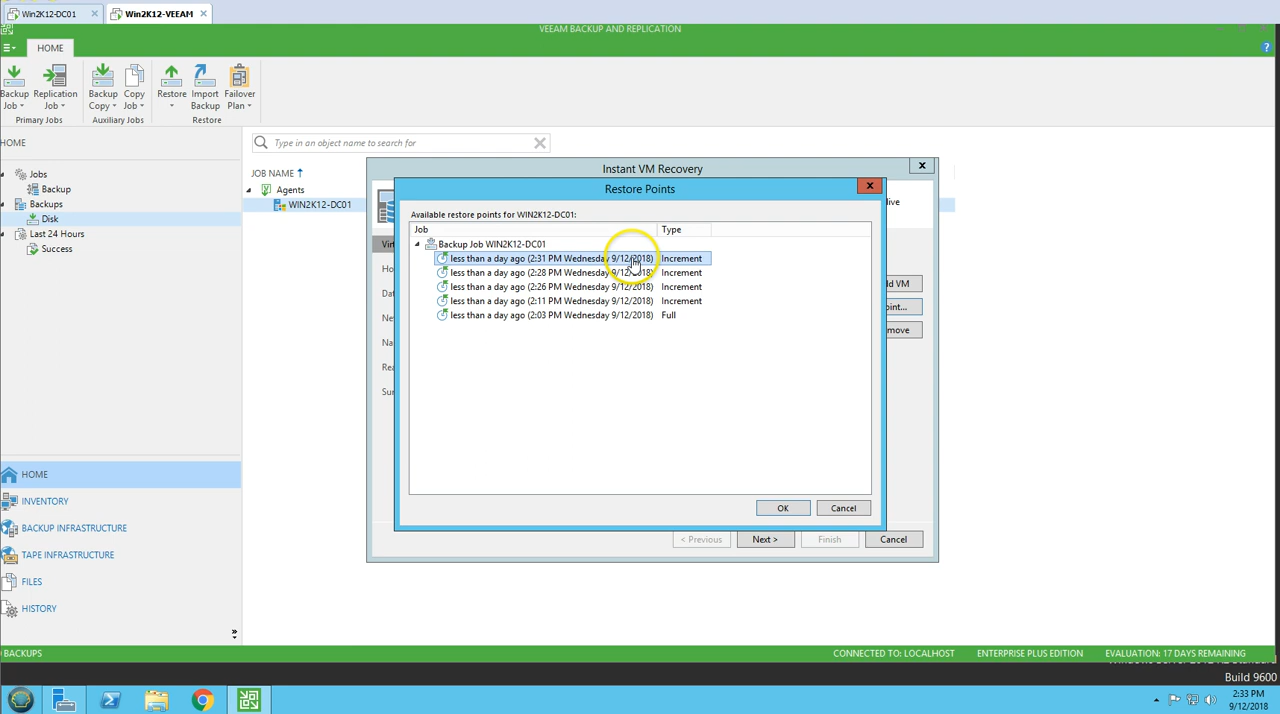 Win2K12-DC01
Win2K12-VEEAM
VEEAM BACKUP AND REPLICATION
HOME
Backup Job
Replication Job
Backup Copy
Copy Job
Restore
Import Backup
Failover Plan
Primary Jobs
Auxiliary Jobs
Restore
HOME
Type in an object name to search for
Jobs
Backup
Backups
Disk
Last 24 Hours
Success
JOB NAME
Agents
WIN2K12-DC01
Instant VM Recovery
Restore Points
Available restore points for WIN2K12-DC01:
Job Type
Backup Job WIN2K12-DC01
less than a day ago (2:31 PM Wednesday 9/12/2018) Increment
less than a day ago (2:28 PM Wednesday 9/12/2018) Increment
less than a day ago (2:26 PM Wednesday 9/12/2018) Increment
less than a day ago (2:11 PM Wednesday 9/12/2018) Increment
less than a day ago (2:03 PM Wednesday 9/12/2018) Full
OK
Cancel
< Previous
Next >
Finish
Cancel
HOME
INVENTORY
BACKUP INFRASTRUCTURE
TAPE INFRASTRUCTURE
FILES
HISTORY
BACKUPS
CONNECTED TO: LOCALHOST
ENTERPRISE PLUS EDITION
EVALUATION: 17 DAYS REMAINING
Build 9600
2:33 PM
9/12/2018